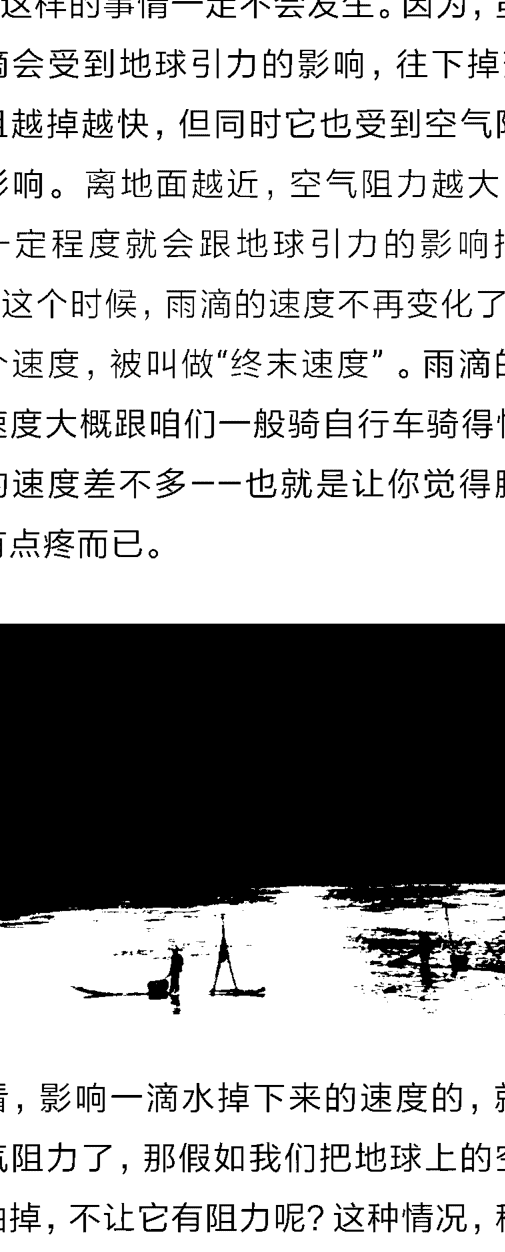 这样的事情一定不会发生。因为,
滴会受到地球引力的影响,往下掉
且越掉越快,但同时它也受到空气
影响。离地面越近,空气阻力越大
一定程度就会跟地球引力的影响
这个时候,雨滴的速度不再变化了
个速度,被叫做“终末速度”。雨滴的
速度大概跟咱们一般骑自行车骑得
的速度差不多——也就是让你觉得
有点疼而已。
看,影响一滴水掉下来的速度的,
气阻力了,那假如我们把地球上的空
抽掉,不让它有阻力呢?这种情况,